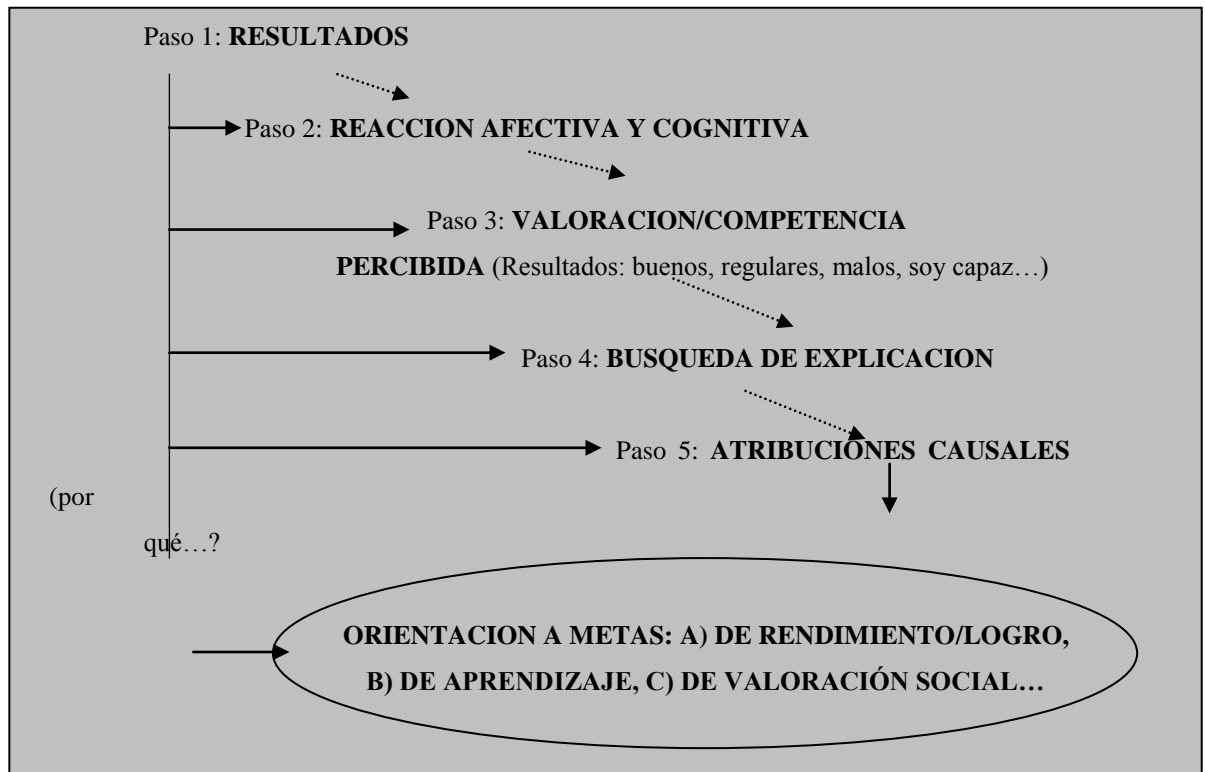 Paso 1: RESULTADOS
Paso 2: REACCION AFECTIVA Y COGNITIVA
Paso 3: VALORACION/COMPETENCIA
PERCIBIDA (Resultados: buenos, regulares, malos, soy capaz…)
Paso 4: BUSQUEDA DE EXPLICACION
Paso 5: ATRIBUCIONES CAUSALES
(por
qué…?
ORIENTACION A METAS: A) DE RENDIMIENTO/LOGRO,
B) DE APRENDIZAJE, C) DE VALORACIÓN SOCIAL…